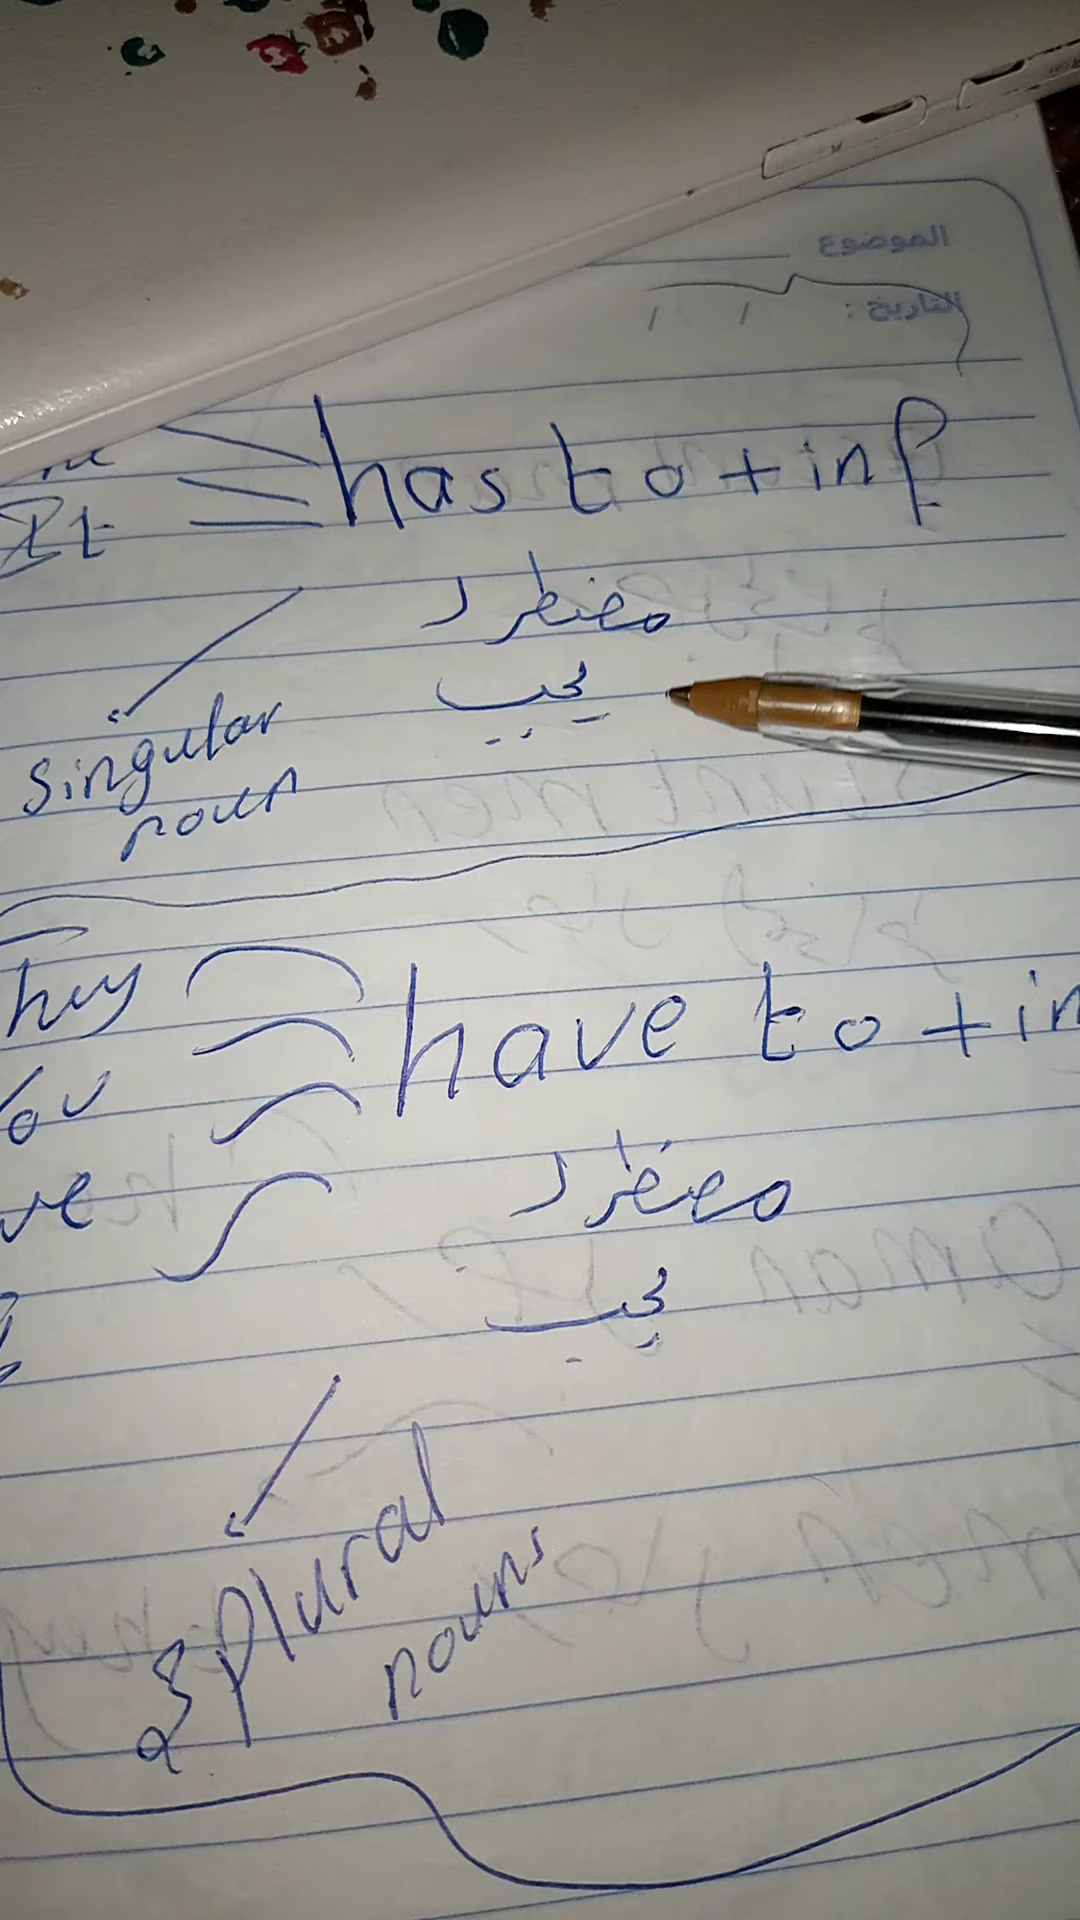 الموضوع
التاريخ : / /
has to + inf
It
مضطر
يجب
singular
noun
They
You
we
have to + in
مضطر
يجب
plural
nouns